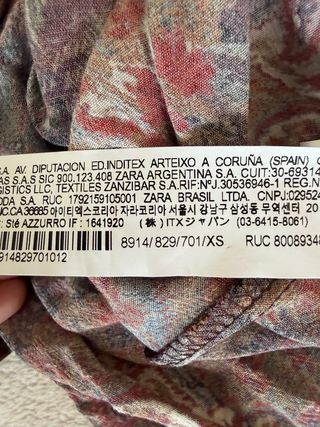 S.A. AV. DIPUTACION ED.INDITEX ARTEIXO A CORUÑA (SPAIN)
AS S.A.S SIC 900.123.408 ZARA ARGENTINA S.A. CUIT:30-69314
GISTICS LLC, TEXTILES ZANZIBAR S.A.RIF:NºJ.30536946-1 REG.N
ODA S.A. RUC 1792159105001 ZARA BRASIL LTDA. CNPJ:029524
NC.CA 36685 아이티엑스코리아 자라코리아 서울시 강남구 삼성동 무역센터 20
: Sté AZZURRO IF : 1641920 (株) ITXジャパン (03-6415-8061)
8914/829/701/XS RUC 80089348
914829701012